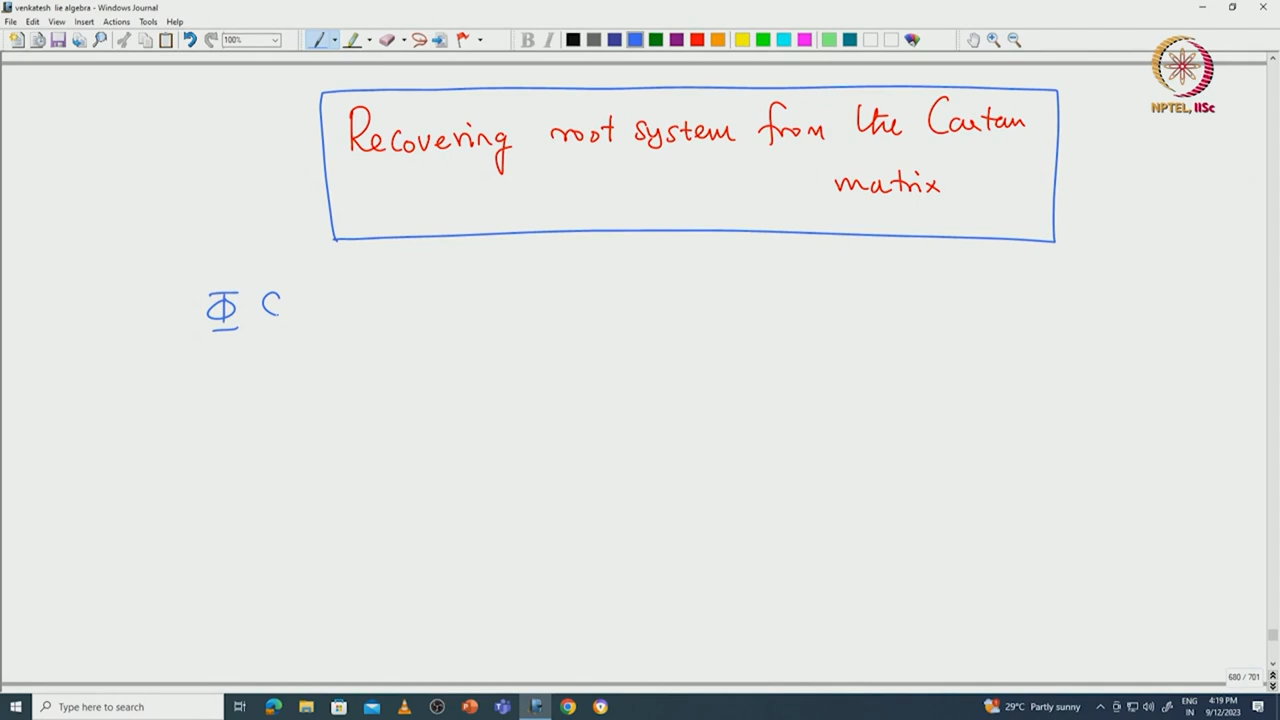 venkatesh lie algebra - Windows Journal
File Edit View Insert Actions Tools Help
100%
B I
NPTEL, IISc
Recovering root system from the Cartan
matrix
Φ C
680 / 701
Type here to search
29°C Partly sunny
ENG
IN
4:19 PM
9/12/2023